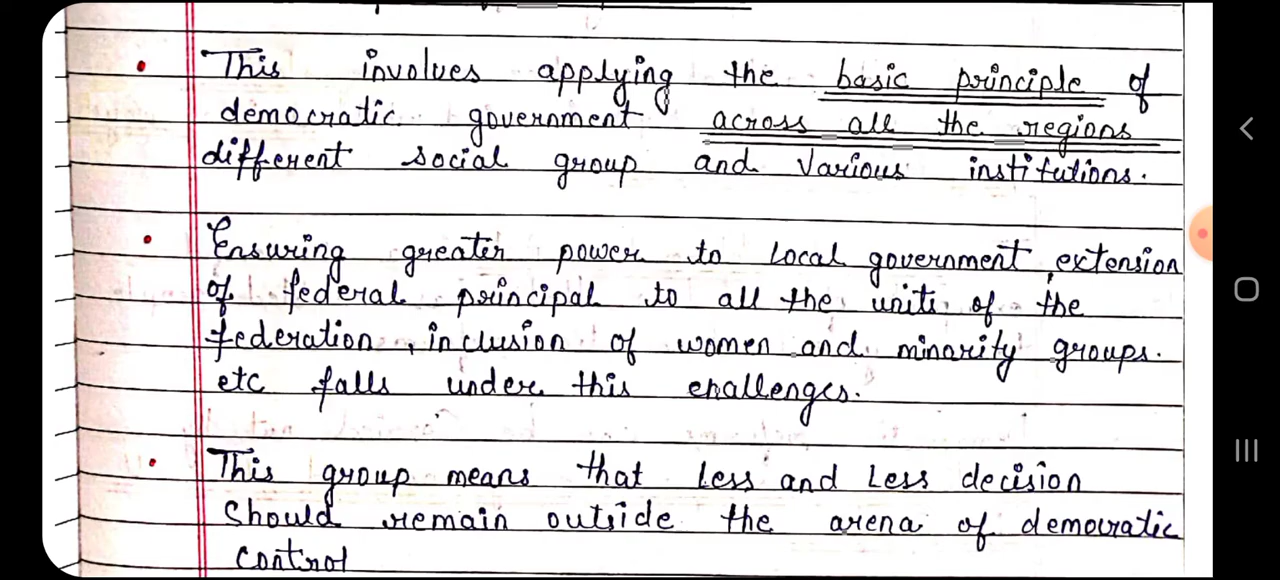 This involves applying the basic principle of
democratic government across all the regions
different social group and various institutions.
Ensuring greater power to local government, extension
of federal principal to all the units of the
federation, inclusion of women and minority groups.
etc falls under this challenges.
This group means that less and less decision
should remain outside the arena of democratic
control